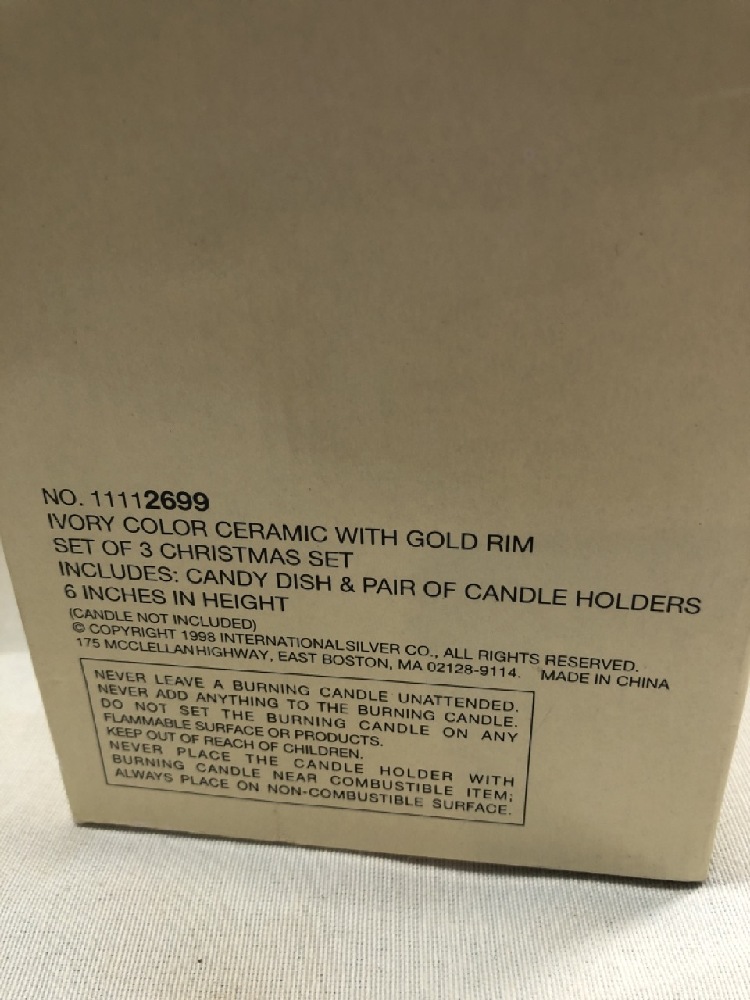 NO. 11112699
IVORY COLOR CERAMIC WITH GOLD RIM
SET OF 3 CHRISTMAS SET
INCLUDES: CANDY DISH & PAIR OF CANDLE HOLDERS
6 INCHES IN HEIGHT
(CANDLE NOT INCLUDED)
© COPYRIGHT 1998 INTERNATIONALSILVER CO., ALL RIGHTS RESERVED.
175 MCCLELLANHIGHWAY, EAST BOSTON, MA 02128-9114. MADE IN CHINA
NEVER LEAVE A BURNING CANDLE UNATTENDED.
NEVER ADD ANYTHING TO THE BURNING CANDLE.
DO NOT SET THE BURNING CANDLE ON ANY
FLAMMABLE SURFACE OR PRODUCTS.
KEEP OUT OF REACH OF CHILDREN.
NEVER PLACE THE CANDLE HOLDER WITH
BURNING CANDLE NEAR COMBUSTIBLE ITEM;
ALWAYS PLACE ON NON-COMBUSTIBLE SURFACE.